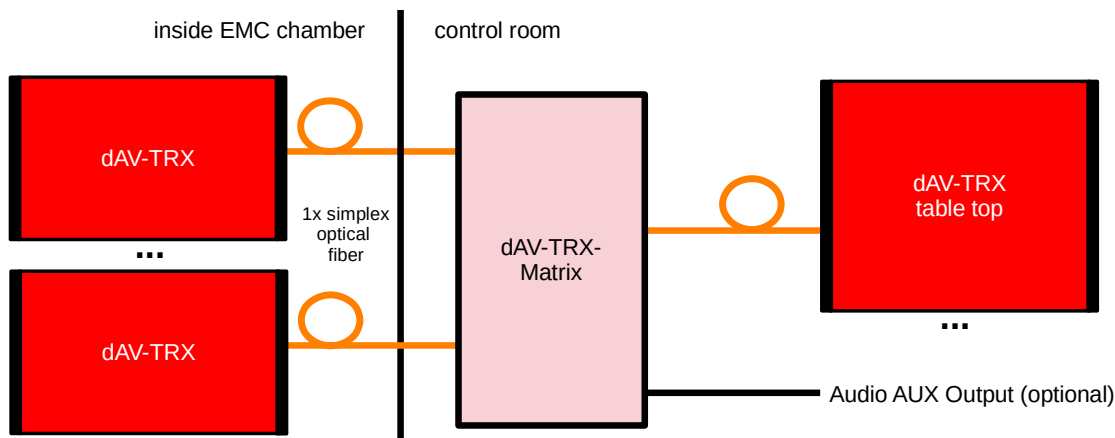 inside EMC chamber
control room
dAV-TRX
...
dAV-TRX
1x simplex
optical
fiber
dAV-TRX-
Matrix
dAV-TRX
table top
...
Audio AUX Output (optional)